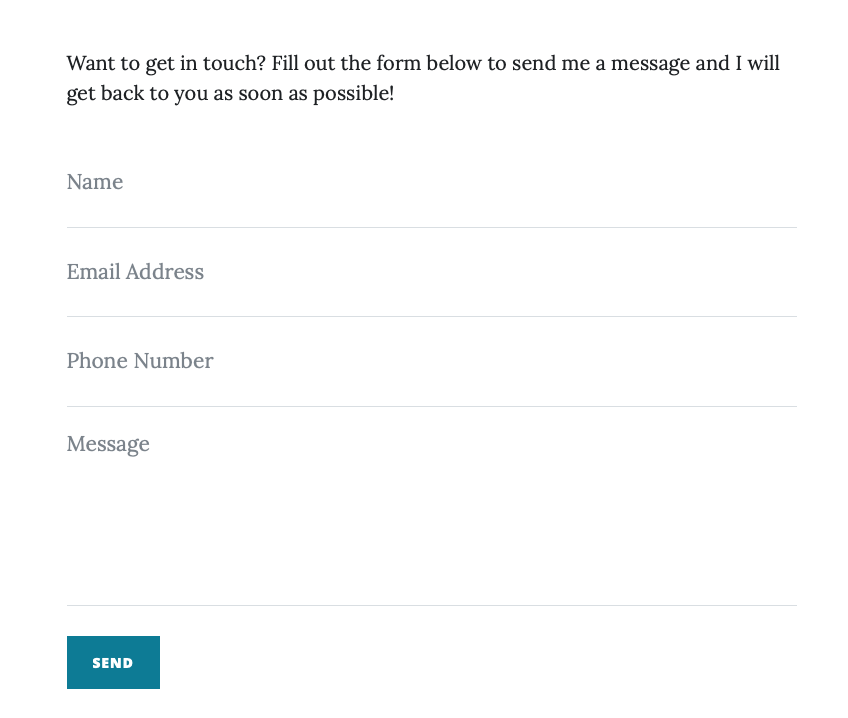 Want to get in touch? Fill out the form below to send me a message and I will
get back to you as soon as possible!
Name
Email Address
Phone Number
Message
SEND